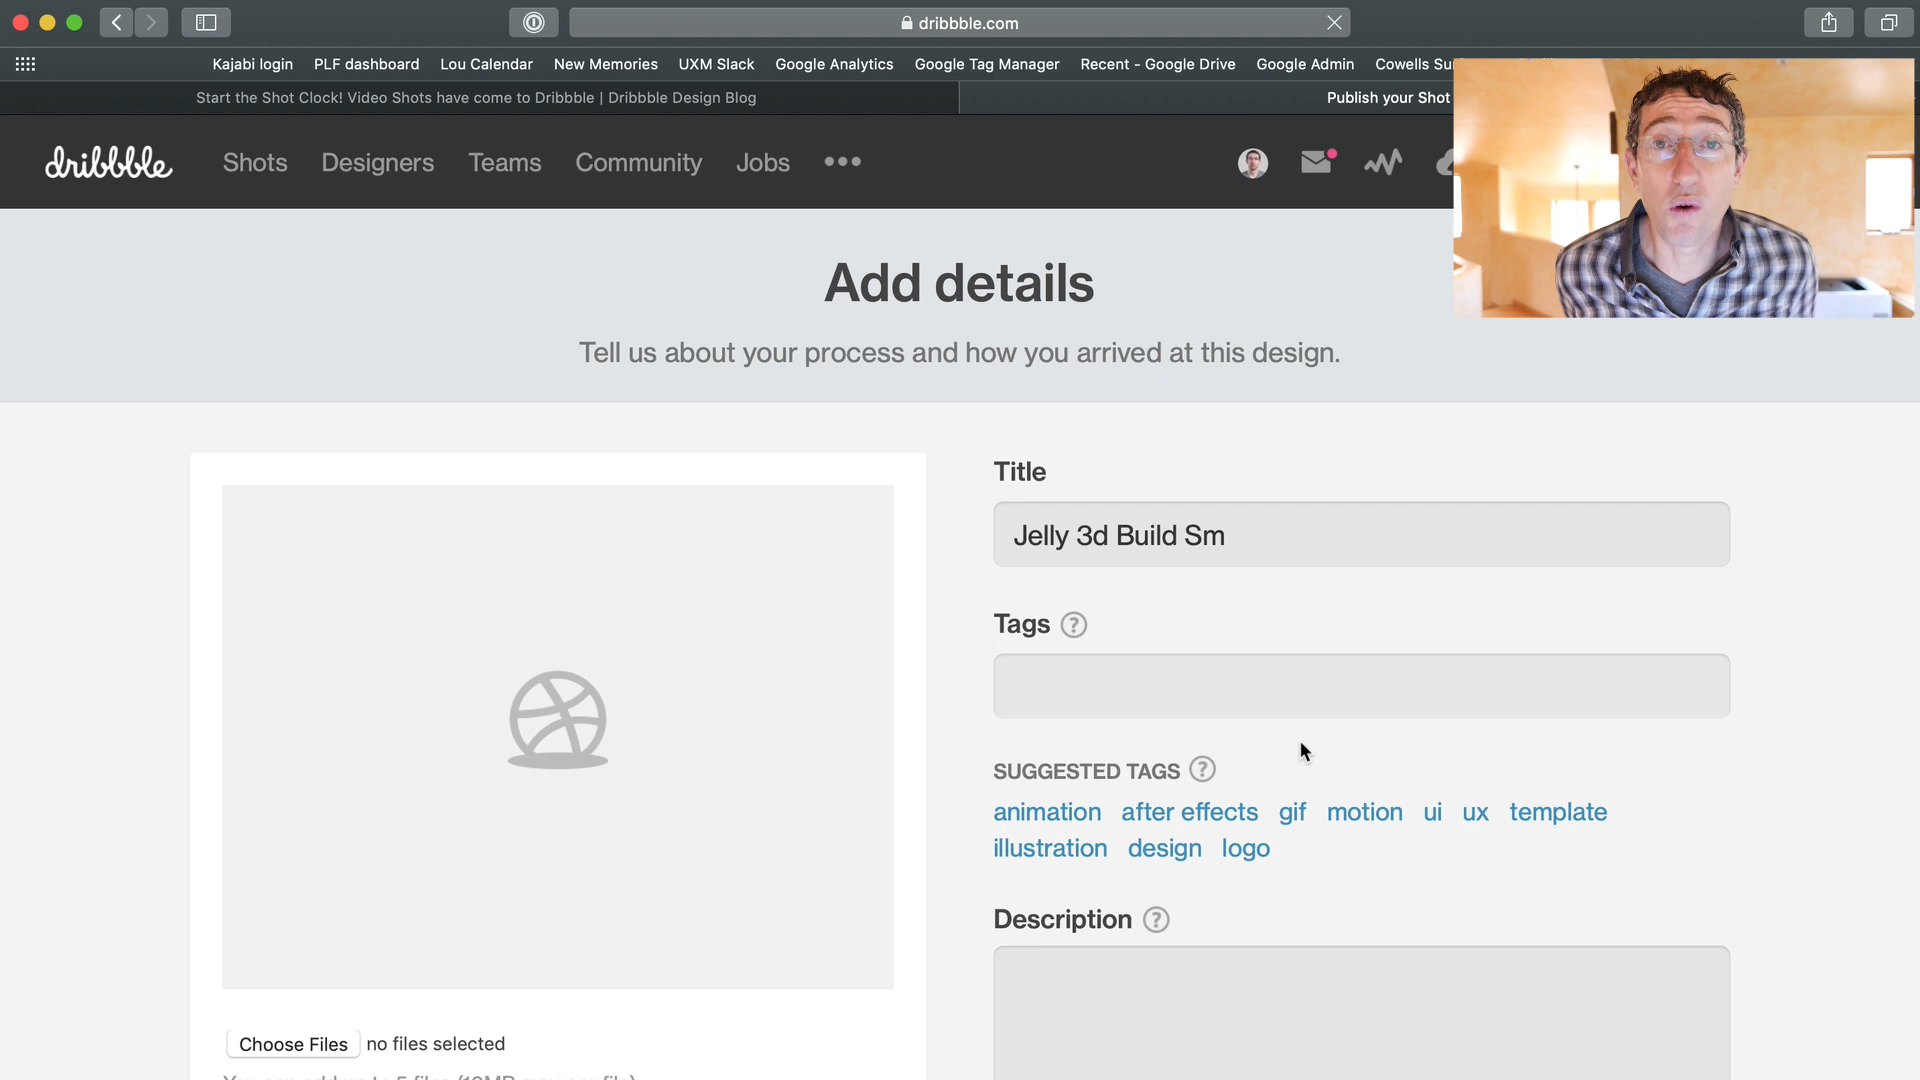 dribbble.com
Kajabi login PLF dashboard Lou Calendar New Memories UXM Slack Google Analytics Google Tag Manager Recent - Google Drive Google Admin Cowells
Start the Shot Clock! Video Shots have come to Dribbble | Dribbble Design Blog
Publish your Shot
dribbble Shots Designers Teams Community Jobs
Add details
Tell us about your process and how you arrived at this design.
Title
Jelly 3d Build Sm
Tags ?
SUGGESTED TAGS ?
animation after effects gif motion ui ux template
illustration design logo
Description ?
Choose Files no files selected